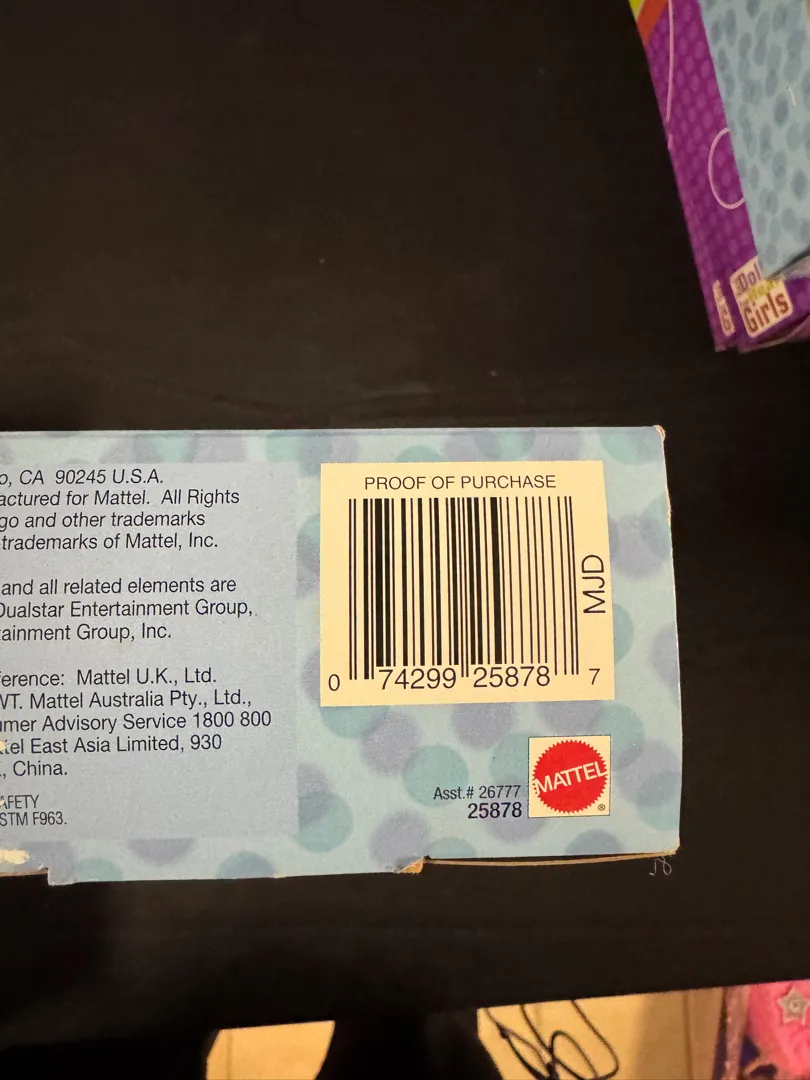 Girls
o, CA 90245 U.S.A.
actured for Mattel. All Rights
go and other trademarks
trademarks of Mattel, Inc.
and all related elements are
Dualstar Entertainment Group,
tainment Group, Inc.
ference: Mattel U.K., Ltd.
VT. Mattel Australia Pty., Ltd.,
umer Advisory Service 1800 800
ttel East Asia Limited, 930
., China.
AFETY
STM F963.
PROOF OF PURCHASE
MJD
0 74299 25878 7
Asst.# 26777
25878
MATTEL
®